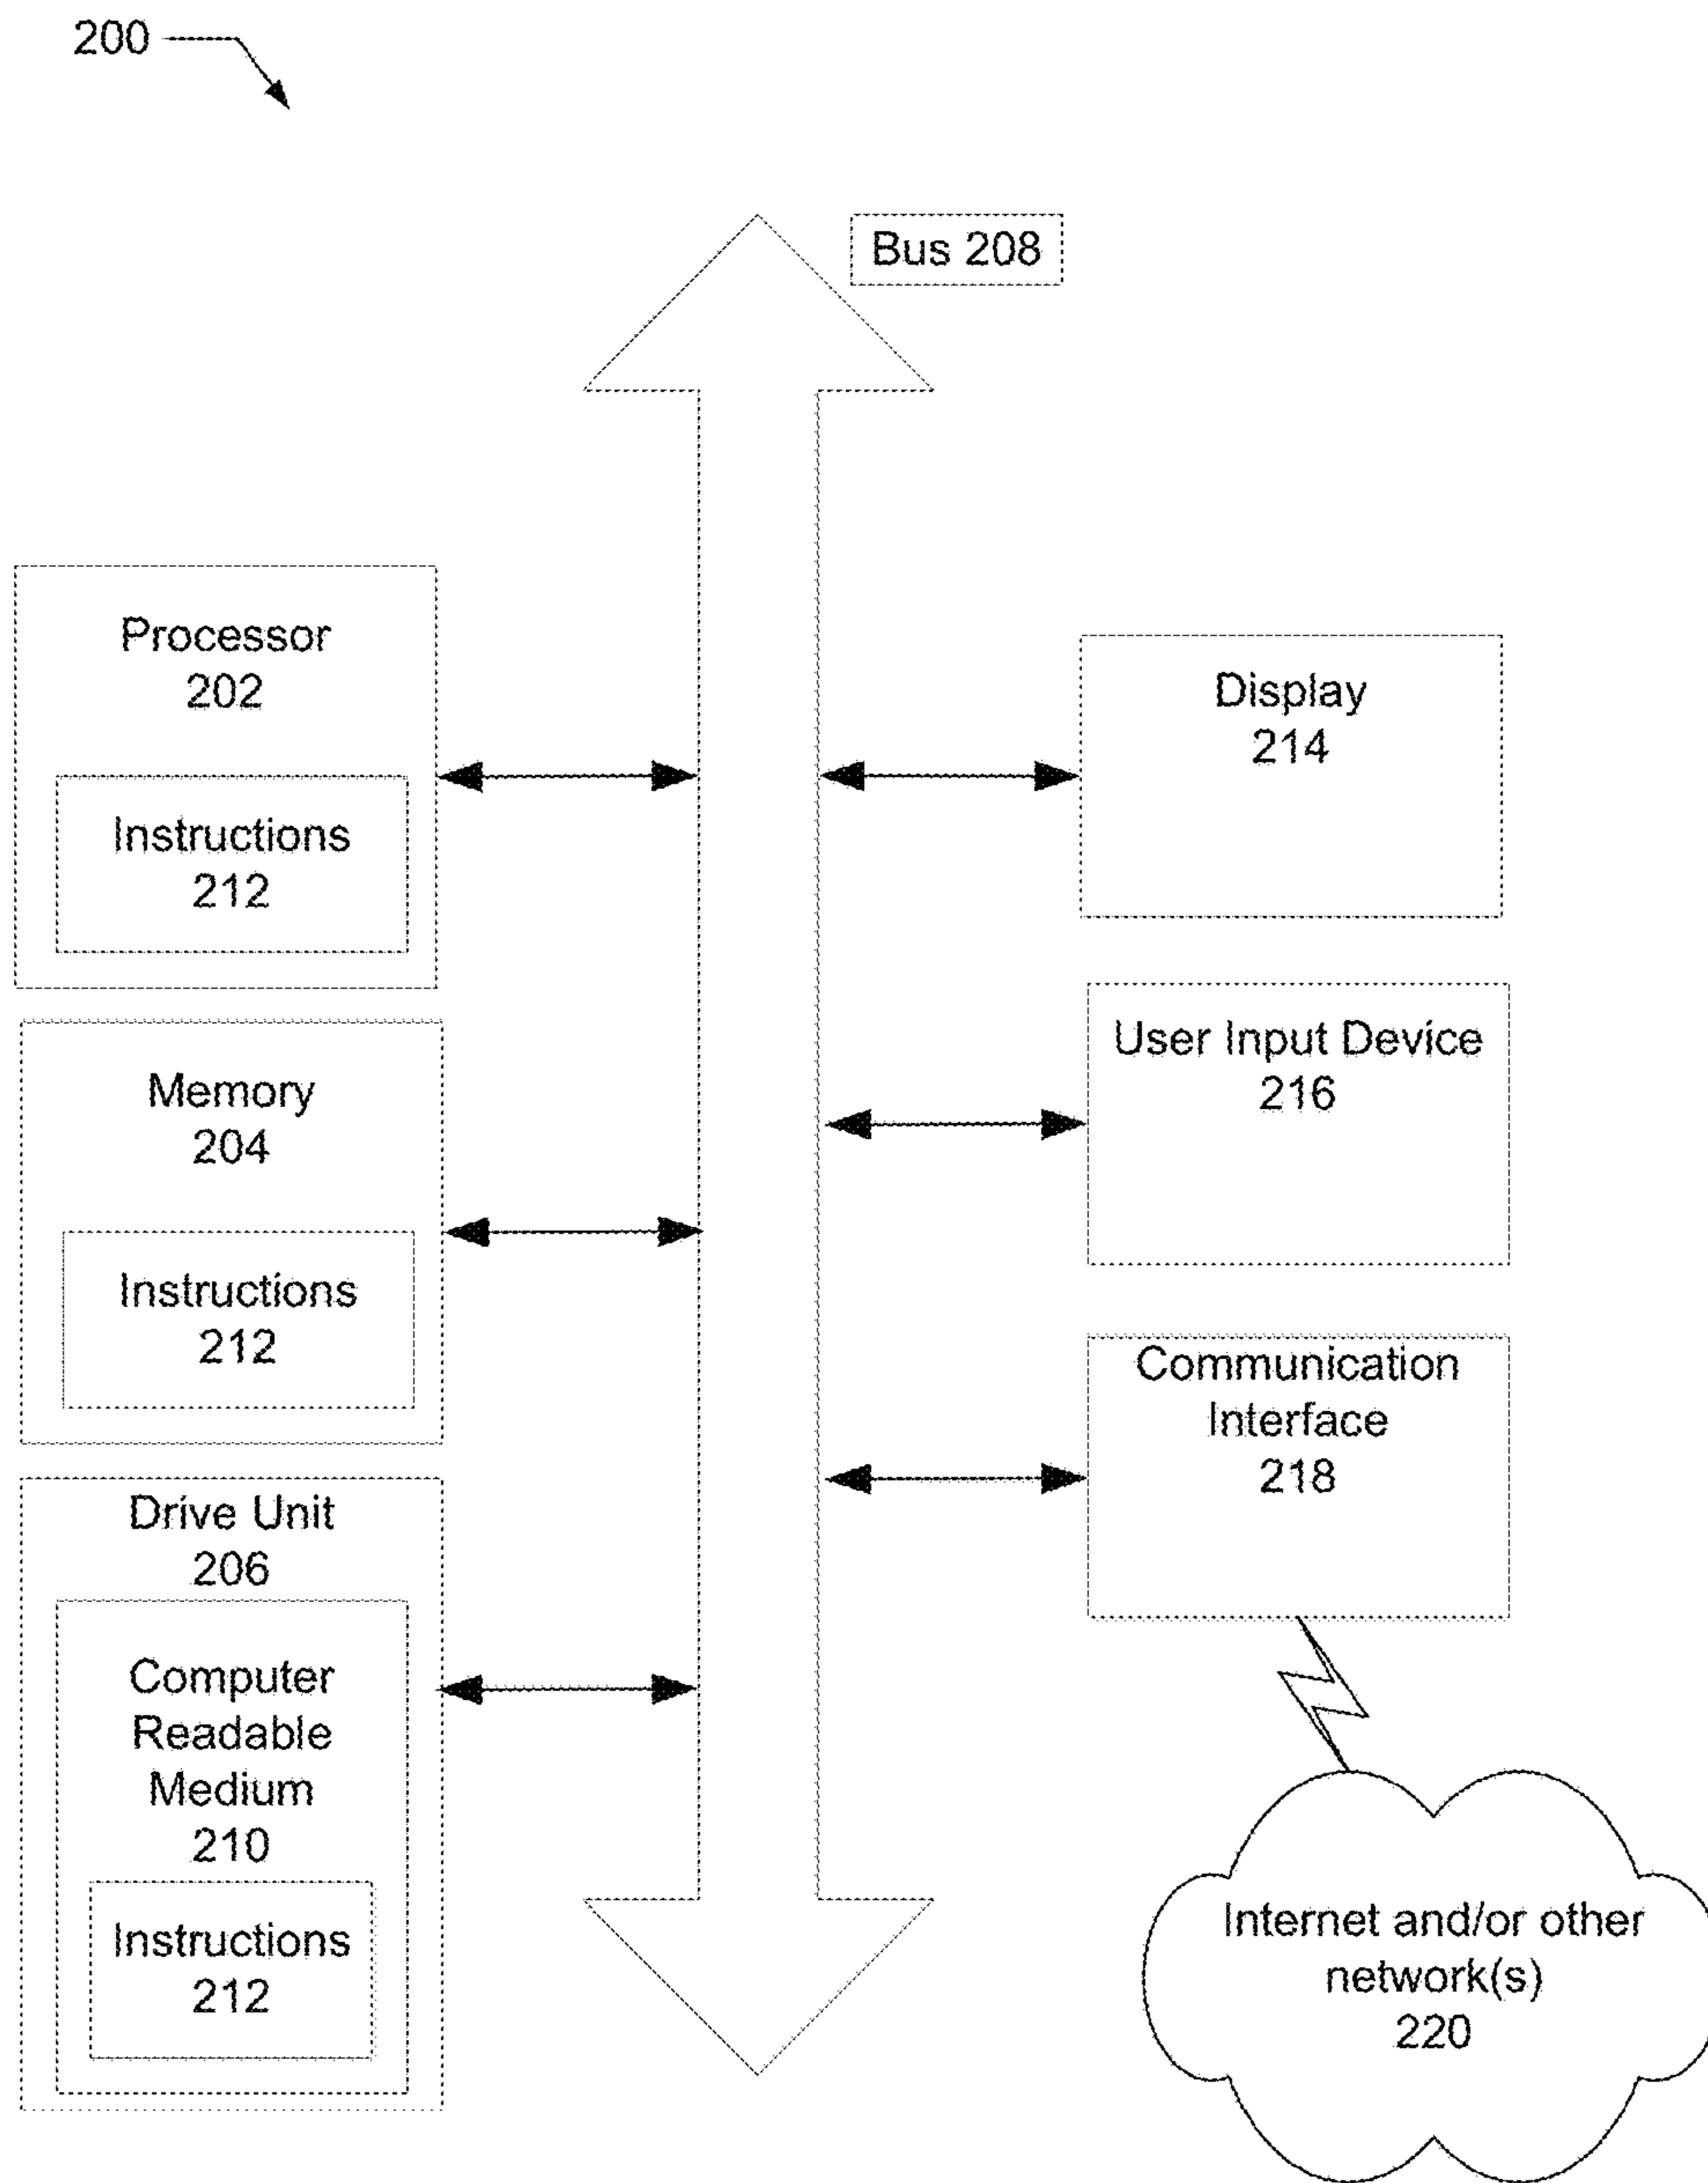 200
Bus 208
Processor
202
Instructions
212
Memory
204
Instructions
212
Drive Unit
206
Computer
Readable
Medium
210
Instructions
212
Display
214
User Input Device
216
Communication
Interface
218
Internet and/or other
network(s)
220